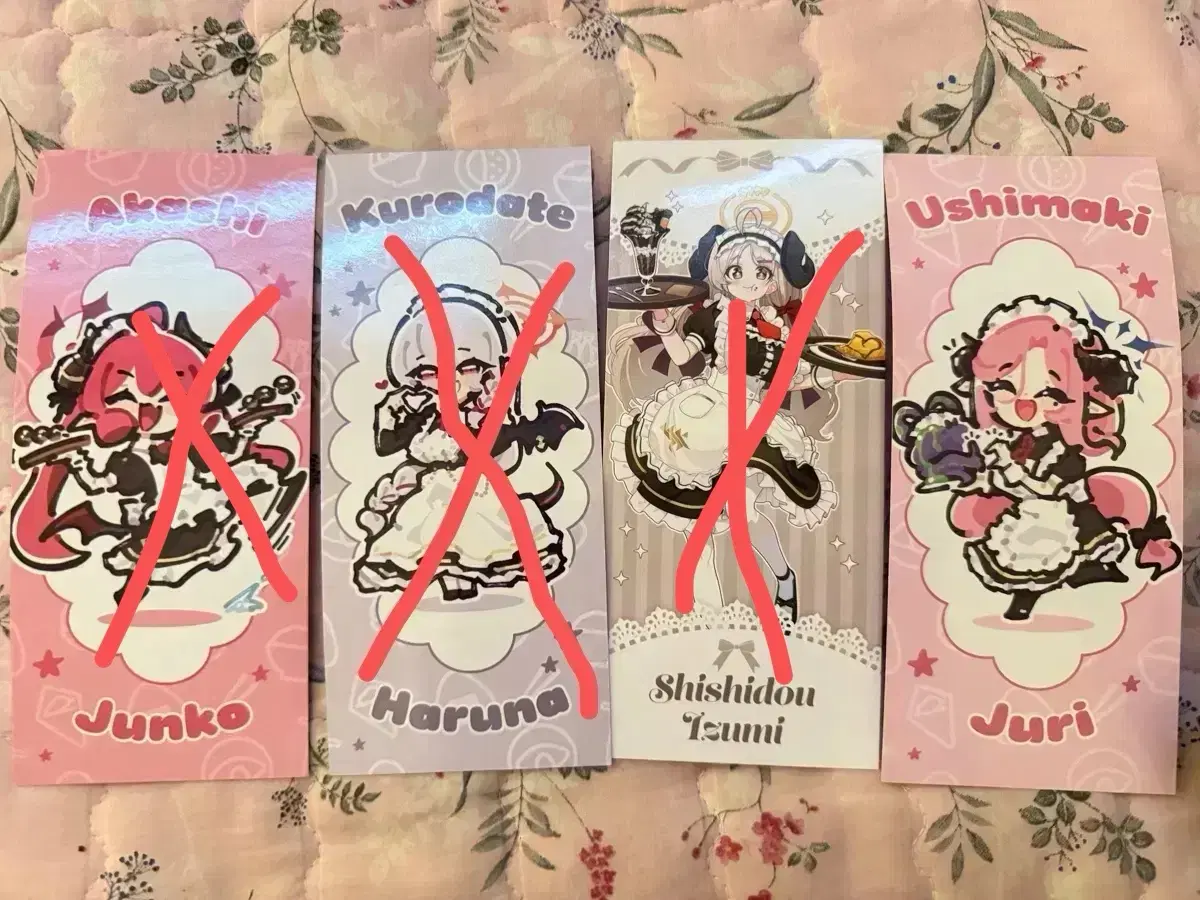 Akashi
Junko
Kurodate
Haruna
Shishidou
Izumi
Ushimaki
Juri